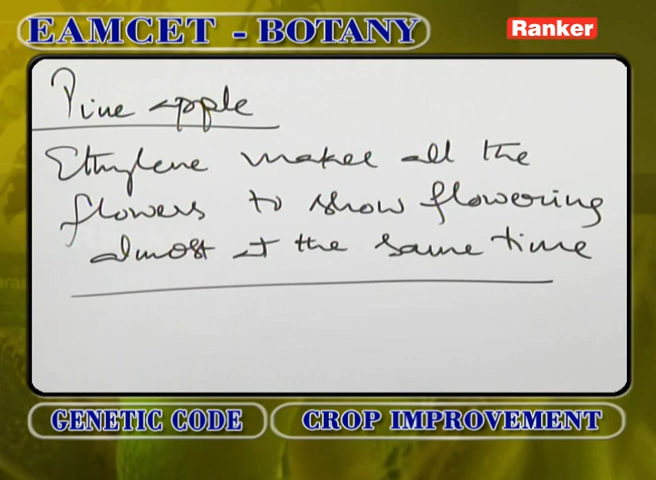 EAMCET - BOTANY
Ranker
Pine apple
Ethylene makes all the
flowers to show flowering
almost at the same time
GENETIC CODE
CROP IMPROVEMENT